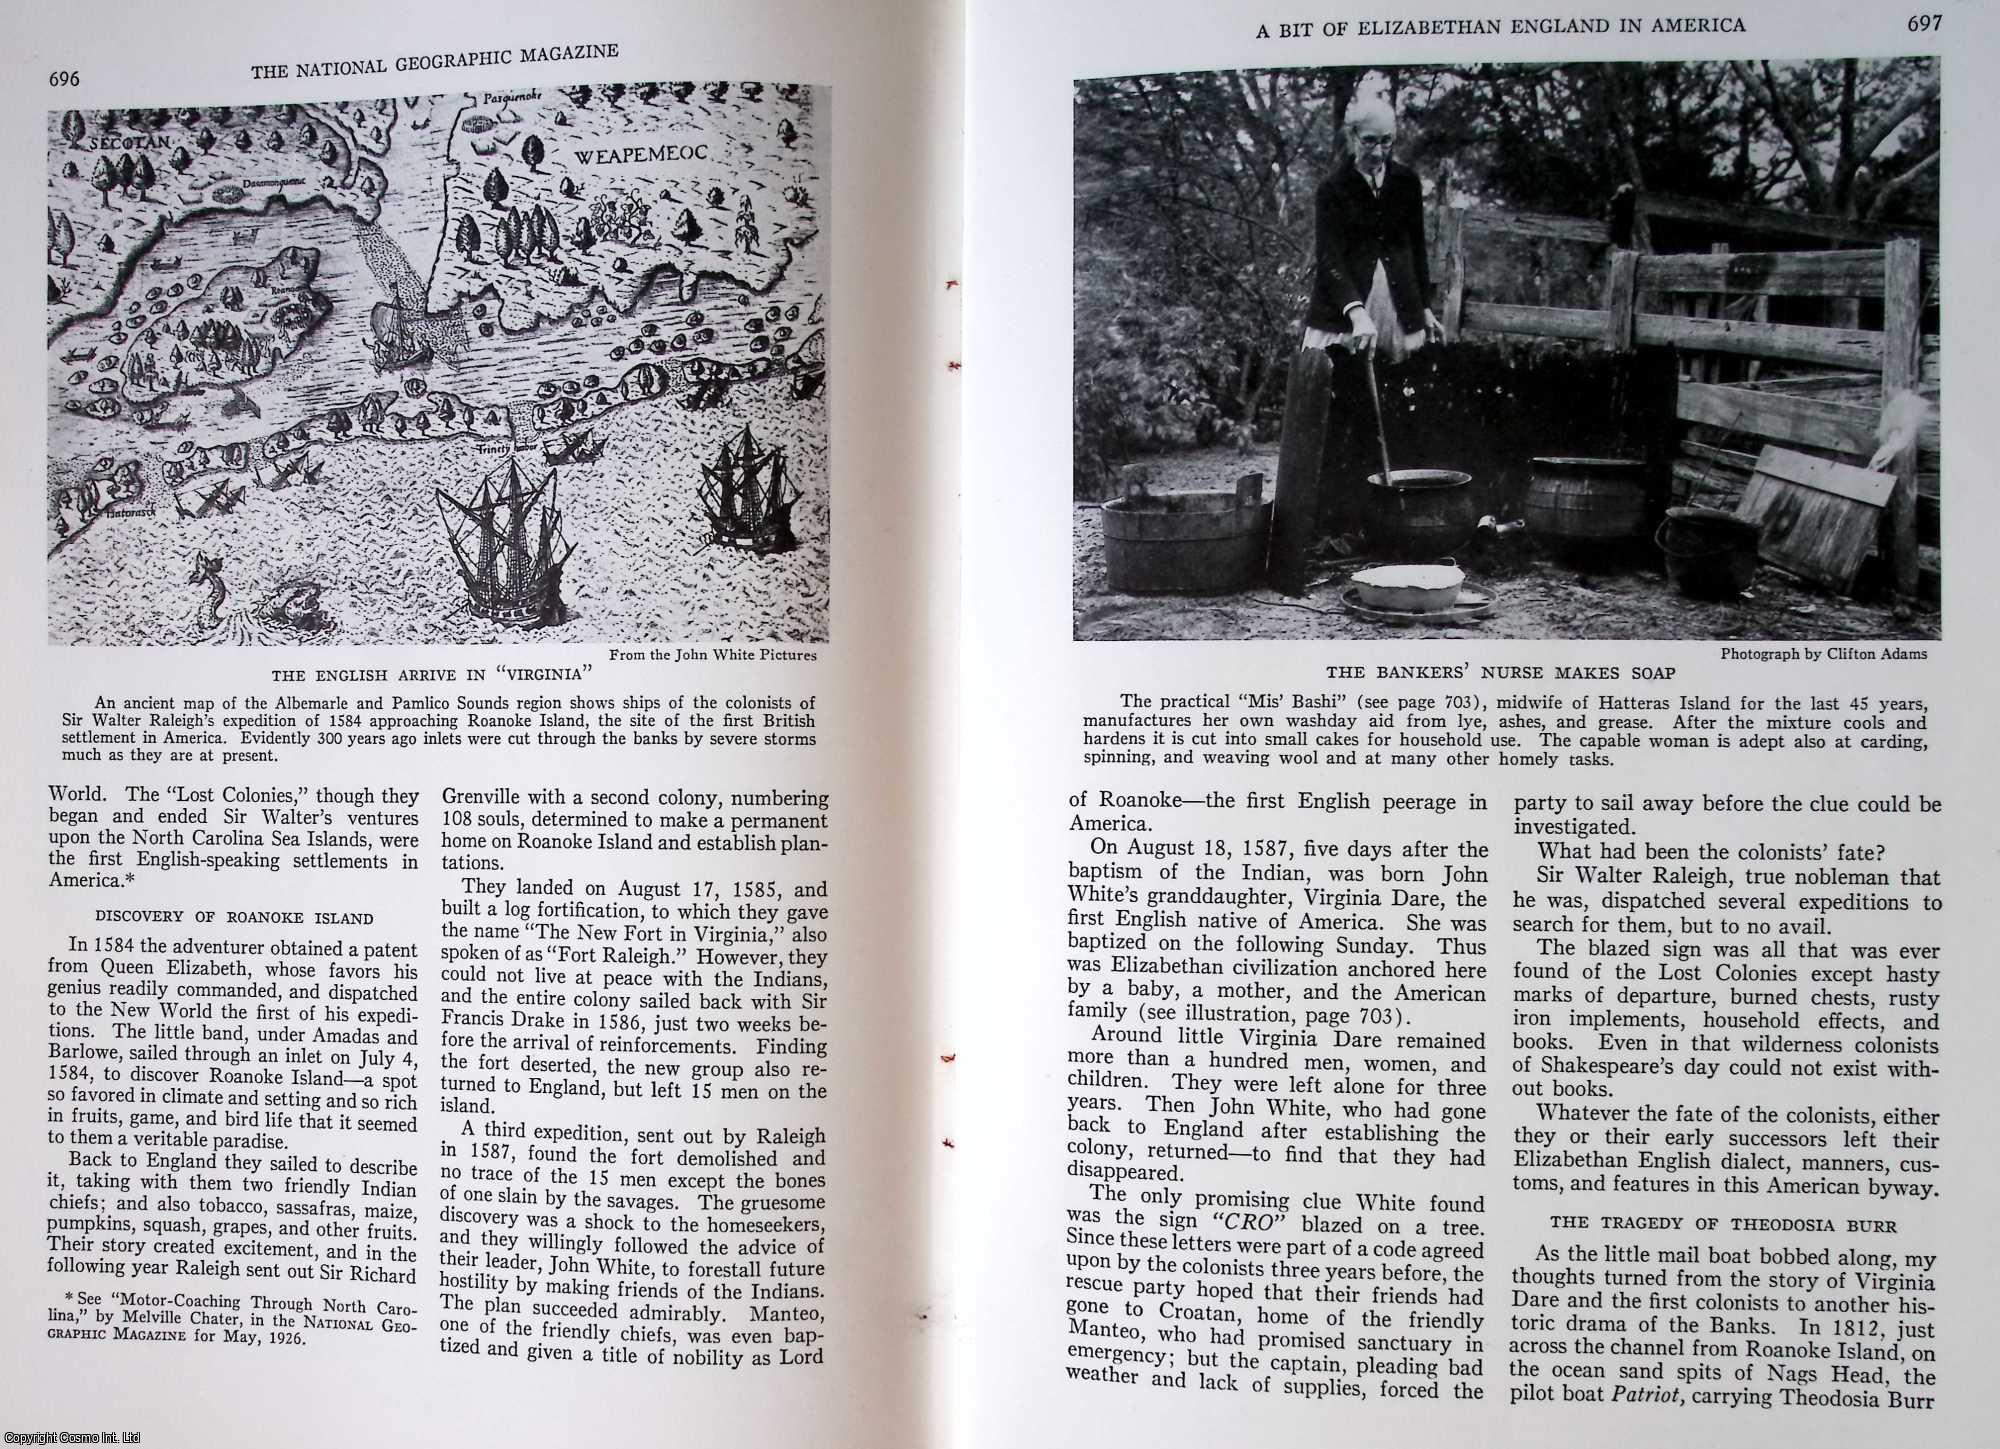 696
THE NATIONAL GEOGRAPHIC MAGAZINE
SECOTAN
Dasamonquepeuc
Pasquenoke
WEAPEMEOC
Roanoac
Trinety harbor
Hatorasck
From the John White Pictures
THE ENGLISH ARRIVE IN “VIRGINIA”
An ancient map of the Albemarle and Pamlico Sounds region shows ships of the colonists of
Sir Walter Raleigh’s expedition of 1584 approaching Roanoke Island, the site of the first British
settlement in America. Evidently 300 years ago inlets were cut through the banks by severe storms
much as they are at present.
World. The “Lost Colonies,” though they
began and ended Sir Walter’s ventures
upon the North Carolina Sea Islands, were
the first English-speaking settlements in
America.*
DISCOVERY OF ROANOKE ISLAND
In 1584 the adventurer obtained a patent
from Queen Elizabeth, whose favors his
genius readily commanded, and dispatched
to the New World the first of his expedi-
tions. The little band, under Amadas and
Barlowe, sailed through an inlet on July 4,
1584, to discover Roanoke Island—a spot
so favored in climate and setting and so rich
in fruits, game, and bird life that it seemed
to them a veritable paradise.
Back to England they sailed to describe
it, taking with them two friendly Indian
chiefs; and also tobacco, sassafras, maize,
pumpkins, squash, grapes, and other fruits.
Their story created excitement, and in the
following year Raleigh sent out Sir Richard
* See “Motor-Coaching Through North Caro-
lina,” by Melville Chater, in the NATIONAL GEO-
GRAPHIC MAGAZINE for May, 1926.
Grenville with a second colony, numbering
108 souls, determined to make a permanent
home on Roanoke Island and establish plan-
tations.
They landed on August 17, 1585, and
built a log fortification, to which they gave
the name “The New Fort in Virginia,” also
spoken of as “Fort Raleigh.” However, they
could not live at peace with the Indians,
and the entire colony sailed back with Sir
Francis Drake in 1586, just two weeks be-
fore the arrival of reinforcements. Finding
the fort deserted, the new group also re-
turned to England, but left 15 men on the
island.
A third expedition, sent out by Raleigh
in 1587, found the fort demolished and
no trace of the 15 men except the bones
of one slain by the savages. The gruesome
discovery was a shock to the homeseekers,
and they willingly followed the advice of
their leader, John White, to forestall future
hostility by making friends of the Indians.
The plan succeeded admirably. Manteo,
one of the friendly chiefs, was even bap-
tized and given a title of nobility as Lord
A BIT OF ELIZABETHAN ENGLAND IN AMERICA
697
Photograph by Clifton Adams
THE BANKERS’ NURSE MAKES SOAP
The practical “Mis’ Bashi” (see page 703), midwife of Hatteras Island for the last 45 years,
manufactures her own washday aid from lye, ashes, and grease. After the mixture cools and
hardens it is cut into small cakes for household use. The capable woman is adept also at carding,
spinning, and weaving wool and at many other homely tasks.
of Roanoke—the first English peerage in
America.
On August 18, 1587, five days after the
baptism of the Indian, was born John
White’s granddaughter, Virginia Dare, the
first English native of America. She was
baptized on the following Sunday. Thus
was Elizabethan civilization anchored here
by a baby, a mother, and the American
family (see illustration, page 703).
Around little Virginia Dare remained
more than a hundred men, women, and
children. They were left alone for three
years. Then John White, who had gone
back to England after establishing the
colony, returned—to find that they had
disappeared.
The only promising clue White found
was the sign “CRO” blazed on a tree.
Since these letters were part of a code agreed
upon by the colonists three years before, the
rescue party hoped that their friends had
gone to Croatan, home of the friendly
Manteo, who had promised sanctuary in
emergency; but the captain, pleading bad
weather and lack of supplies, forced the
party to sail away before the clue could be
investigated.
What had been the colonists’ fate?
Sir Walter Raleigh, true nobleman that
he was, dispatched several expeditions to
search for them, but to no avail.
The blazed sign was all that was ever
found of the Lost Colonies except hasty
marks of departure, burned chests, rusty
iron implements, household effects, and
books. Even in that wilderness colonists
of Shakespeare’s day could not exist with-
out books.
Whatever the fate of the colonists, either
they or their early successors left their
Elizabethan English dialect, manners, cus-
toms, and features in this American byway.
THE TRAGEDY OF THEODOSIA BURR
As the little mail boat bobbed along, my
thoughts turned from the story of Virginia
Dare and the first colonists to another his-
toric drama of the Banks. In 1812, just
across the channel from Roanoke Island, on
the ocean sand spits of Nags Head, the
pilot boat Patriot, carrying Theodosia Burr
Copyright Cosmo Int. Ltd